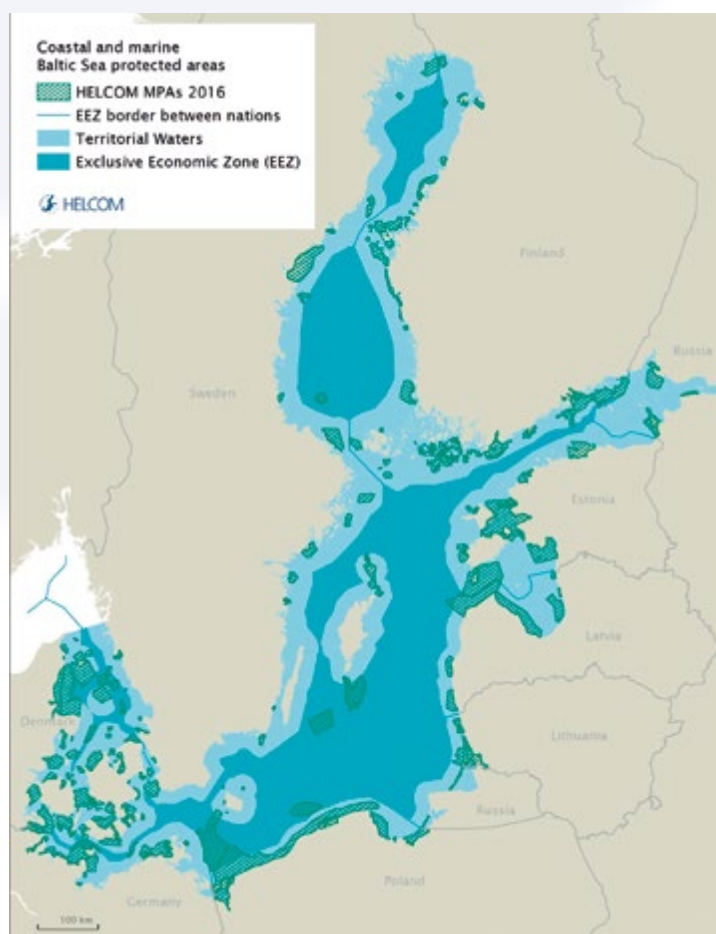 Coastal and marine
Baltic Sea protected areas
HELCOM MPAs 2016
EEZ border between nations
Territorial Waters
Exclusive Economic Zone (EEZ)
HELCOM
Finland
Russia
Sweden
Estonia
Latvia
Denmark
Lithuania
Russia
Poland
Germany
100 km